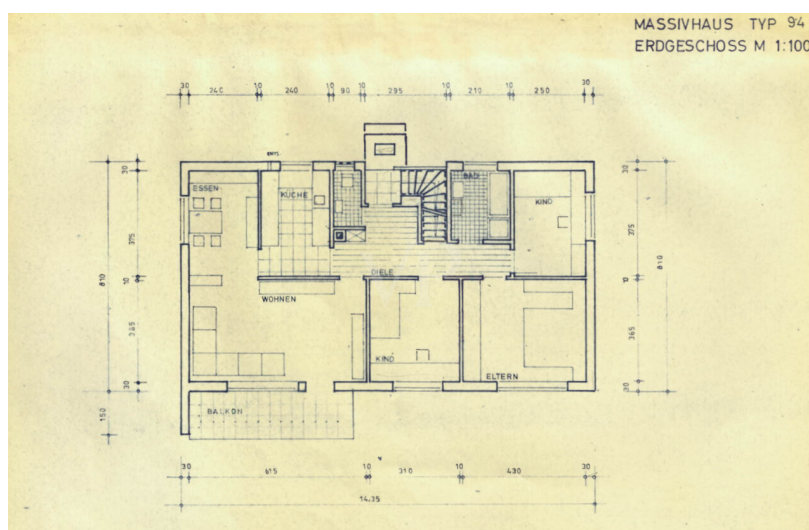 MASSIVHAUS TYP 94
ERDGESCHOSS M 1:100
30 240 10 240 10 90 10 295 10 210 10 250 30
ESSEN
KÜCHE
BAD
KIND
DIELE
WOHNEN
KIND
ELTERN
BALKON
810
150
30
375
10
365
30
30
375
10
365
30
810
30 615 10 310 10 430 30
14.35